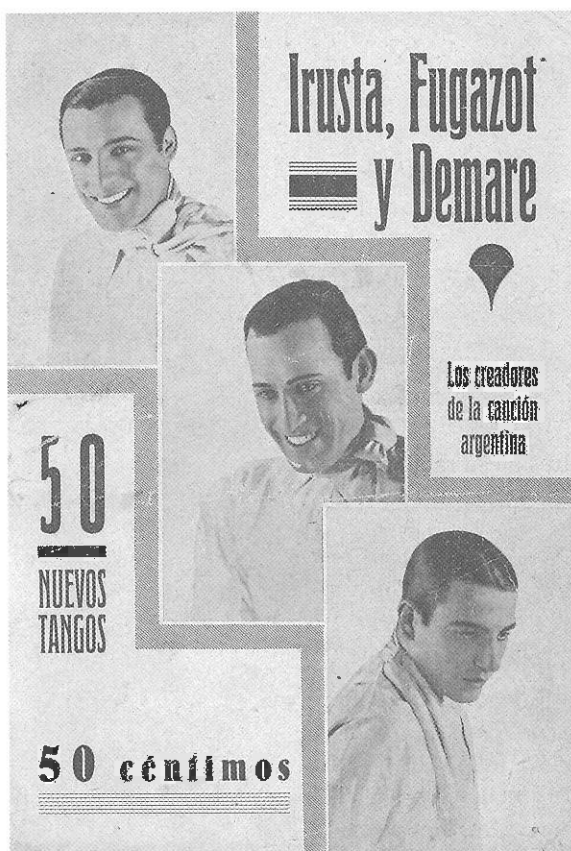 Irusta, Fugazot
y Demare
Los creadores
de la canción
argentina
50
NUEVOS
TANGOS
50 céntimos